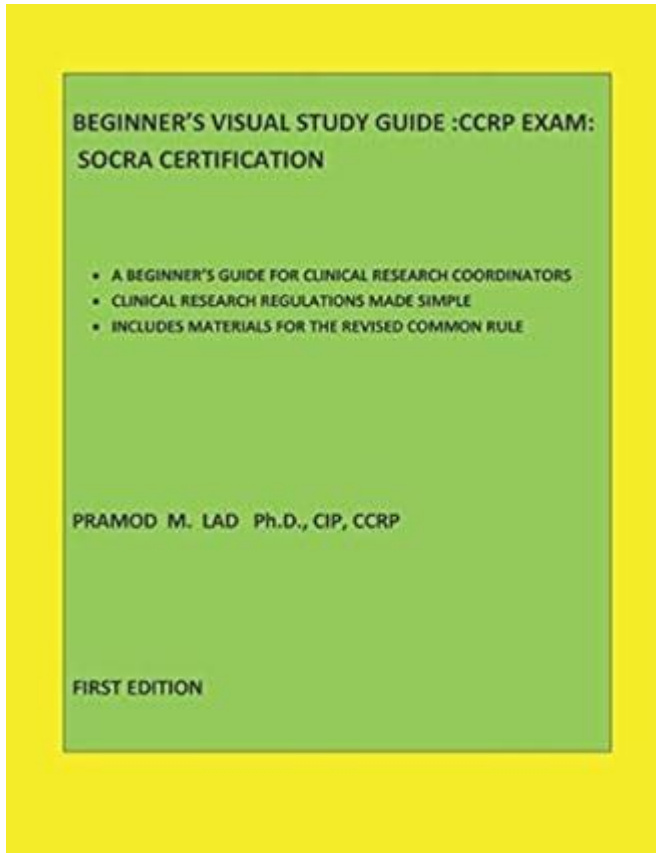 BEGINNER'S VISUAL STUDY GUIDE :CCRP EXAM:
SOCRA CERTIFICATION
• A BEGINNER'S GUIDE FOR CLINICAL RESEARCH COORDINATORS
• CLINICAL RESEARCH REGULATIONS MADE SIMPLE
• INCLUDES MATERIALS FOR THE REVISED COMMON RULE
PRAMOD M. LAD Ph.D., CIP, CCRP
FIRST EDITION